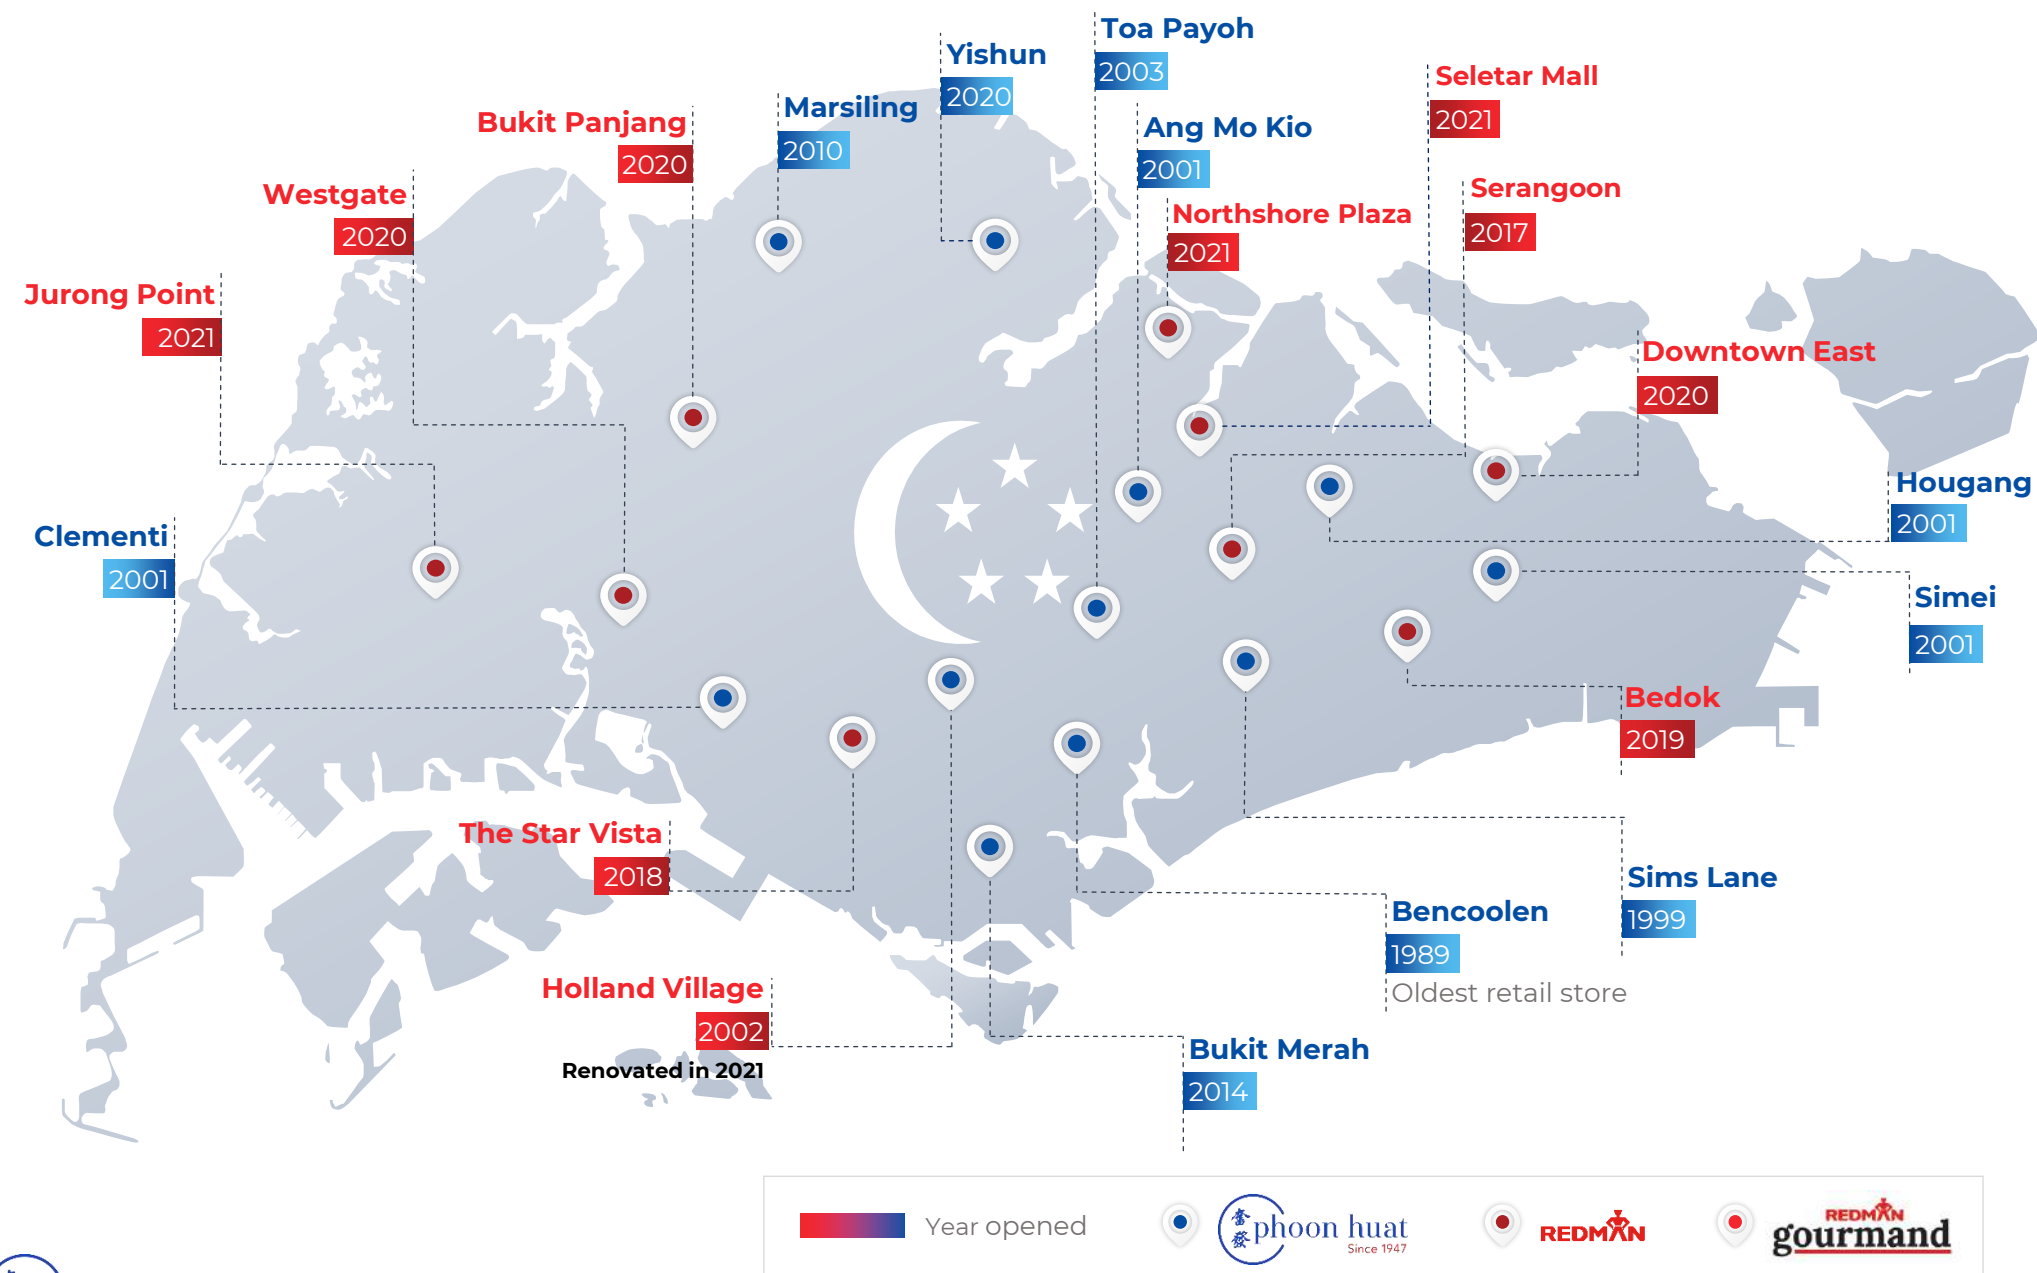 Toa Payoh
2003
Yishun
2020
Seletar Mall
2021
Marsiling
2010
Bukit Panjang
2020
Ang Mo Kio
2001
Westgate
2020
Serangoon
2017
Northshore Plaza
2021
Jurong Point
2021
Downtown East
2020
Hougang
2001
Clementi
2001
Simei
2001
Bedok
2019
The Star Vista
2018
Sims Lane
1999
Bencoolen
1989
Oldest retail store
Holland Village
2002
Renovated in 2021
Bukit Merah
2014
Year opened
奮發 phoon huat
Since 1947
REDMAN
REDMAN
gourmand